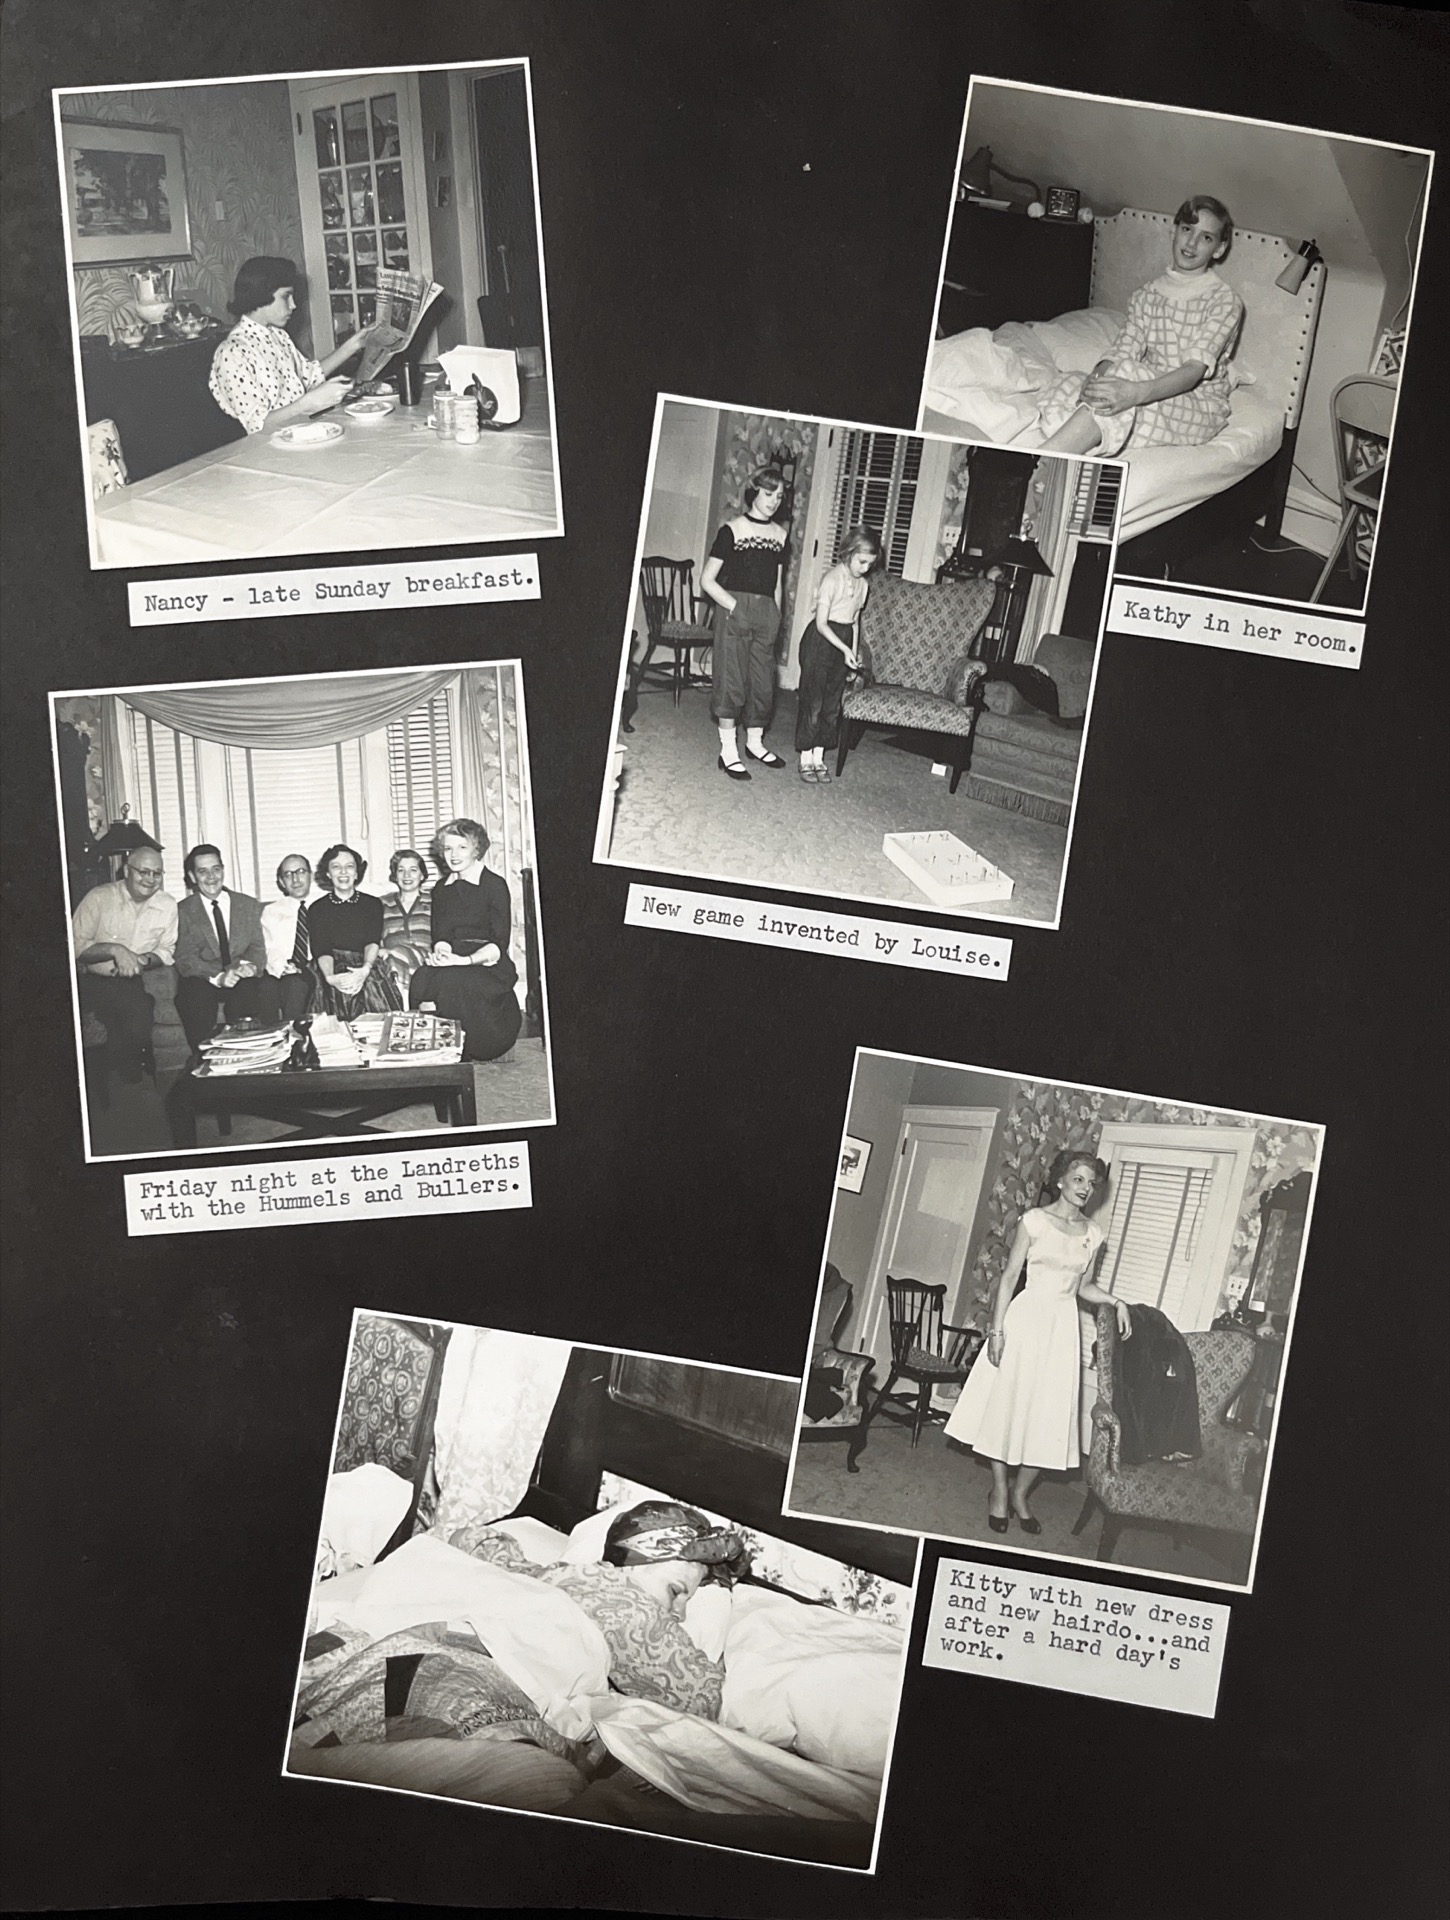 Nancy - late Sunday breakfast.
Kathy in her room.
New game invented by Louise.
Friday night at the Landreths
with the Hummels and Bullers.
Kitty with new dress
and new hairdo...and
after a hard day's
work.